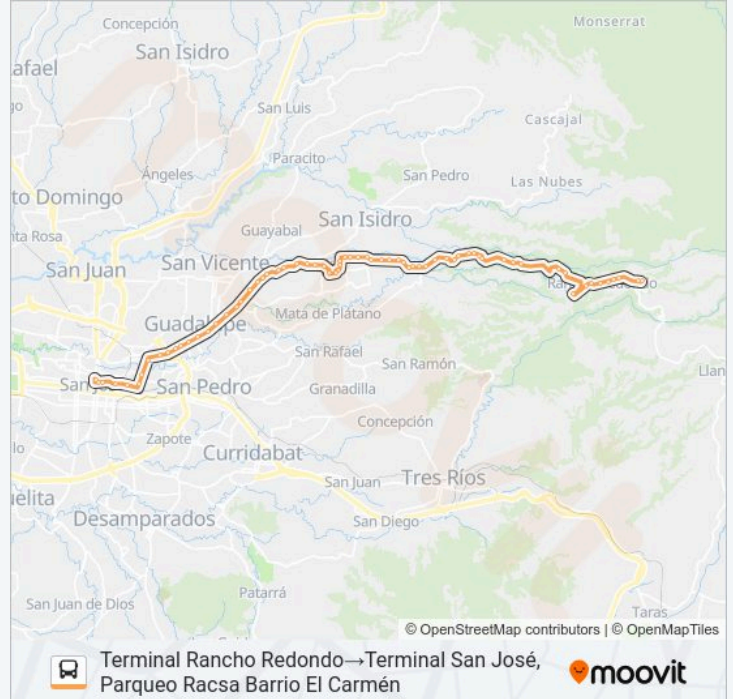 Monserrat
Concepción
San Isidro
afael
San Luis
go
Cascajal
Paracito
Ángeles
San Pedro
Las Nubes
to Domingo
San Isidro
nta Rosa
Guayabal
San Juan
San Vicente
Guadalupe
Mata de Plátano
Llan
San Rafael
San Ramón
San J
San Pedro
Granadilla
Concepción
Zapote
lo
Curridabat
San Juan
Tres Ríos
uelita
Desamparados
San Diego
Patarrá
San Juan de Dios
Taras
© OpenStreetMap contributors | © OpenMapTiles
Terminal Rancho Redondo→Terminal San José,
Parqueo Racsa Barrio El Carmén
moovit